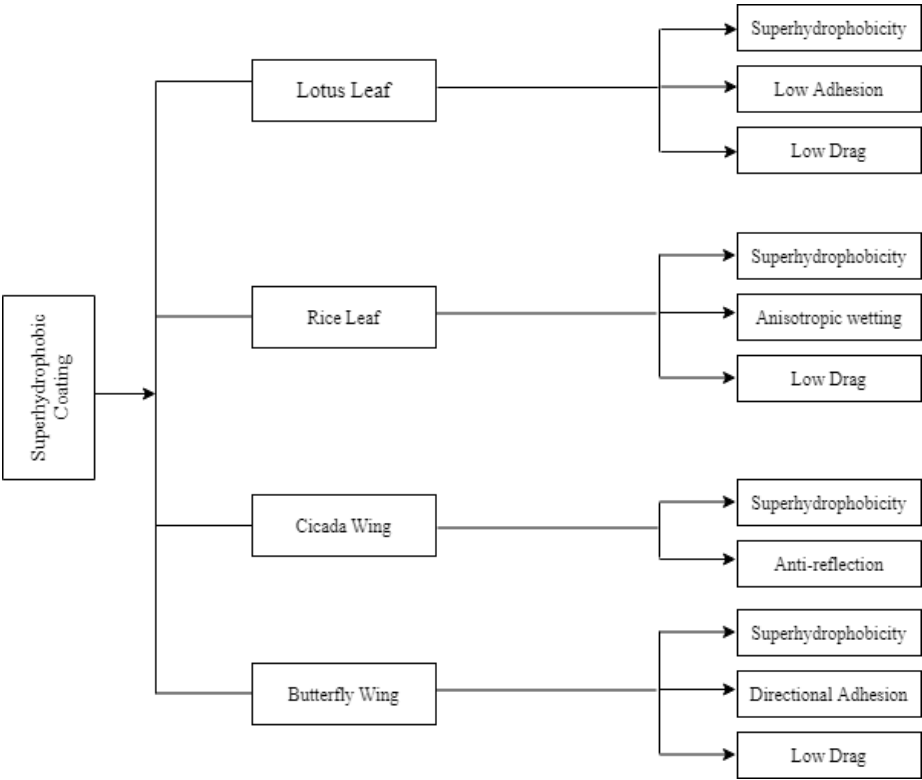 Superhydrophobic
Coating
Lotus Leaf
Superhydrophobicity
Low Adhesion
Low Drag
Rice Leaf
Superhydrophobicity
Anisotropic wetting
Low Drag
Cicada Wing
Superhydrophobicity
Anti-reflection
Butterfly Wing
Superhydrophobicity
Directional Adhesion
Low Drag